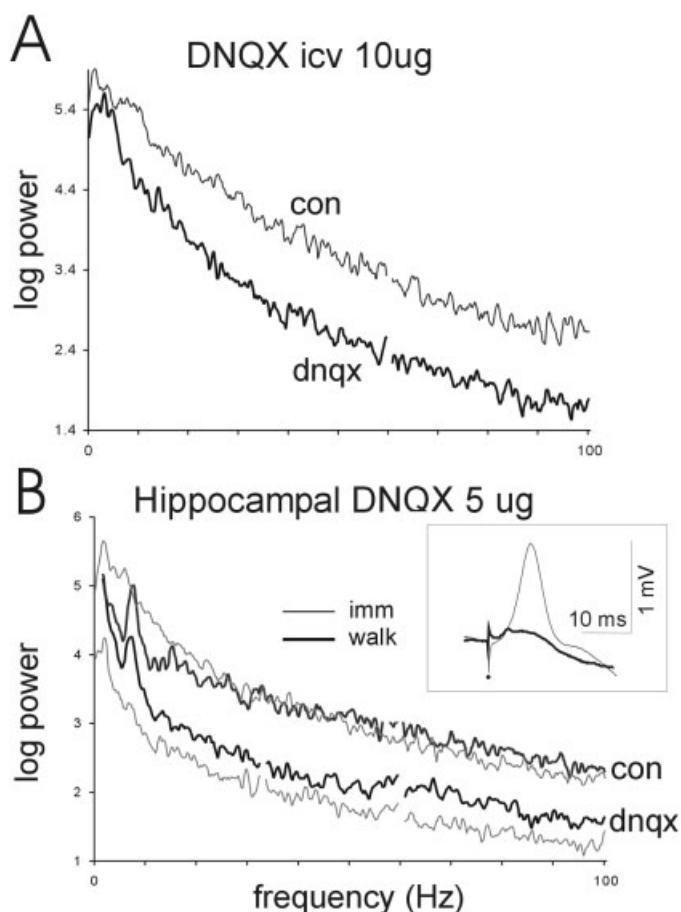 A
DNQX icv 10ug
log power
5.4
4.4
3.4
2.4
1.4
con
dnqx
0
100
B
Hippocampal DNQX 5 ug
log power
6
5
4
3
2
1
imm
walk
10 ms
1 mV
con
dnqx
0
100
frequency (Hz)